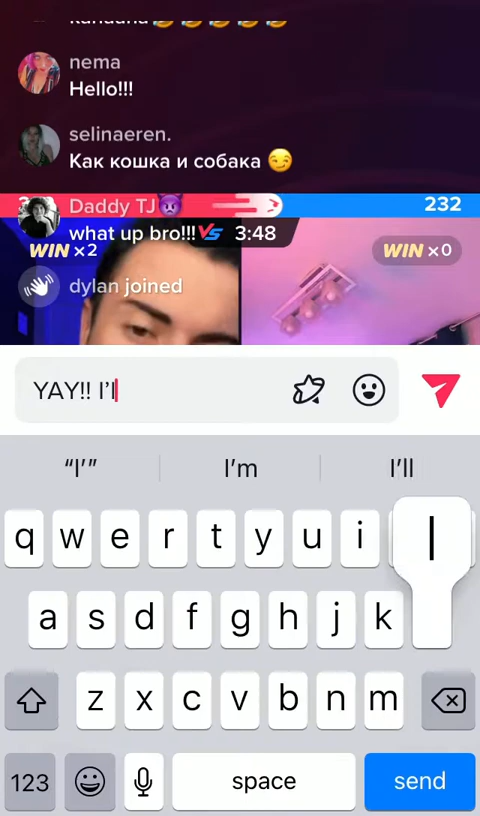 nema
Hello!!!
selinaeren.
Как кошка и собака 😏
Daddy TJ😈
232
what up bro!!!
VS 3:48
WIN ×2
WIN ×0
dylan joined
YAY!! I'l
“I’”
I'm
I'll
q w e r t y u i l
a s d f g h j k
z x c v b n m
123
space
send